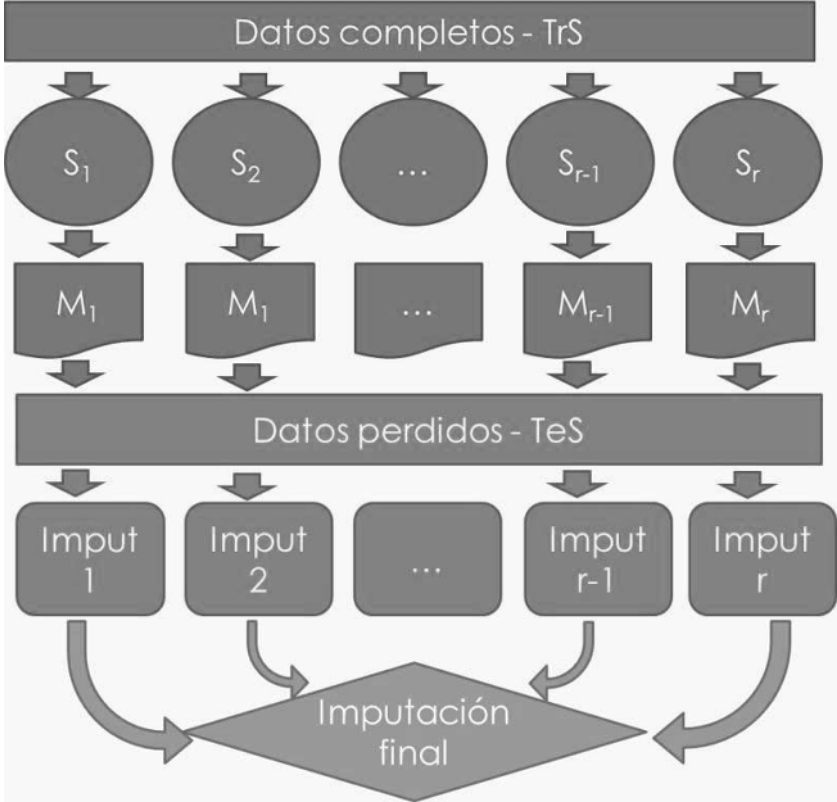 Datos completos - TrS
S₁ S₂ ... Sᵣ₋₁ Sᵣ
M₁ M₁ ... Mᵣ₋₁ Mᵣ
Datos perdidos - TeS
Imput 1
Imput 2
...
Imput r-1
Imput r
Imputación
final